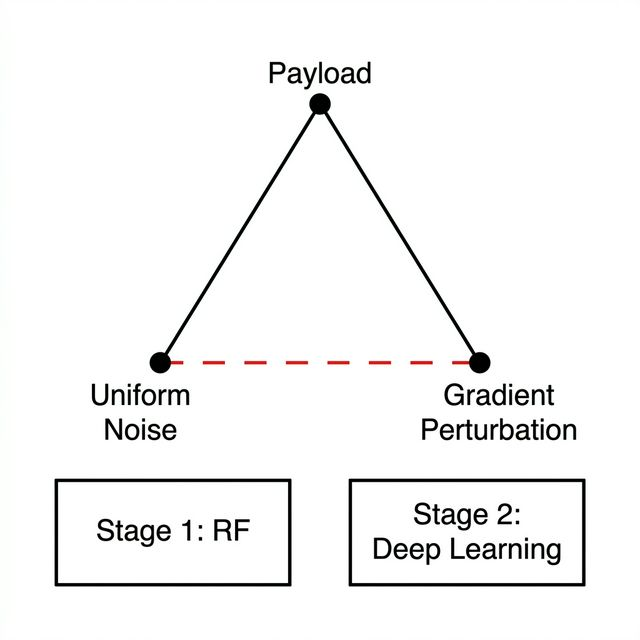 Payload
Uniform
Noise
Gradient
Perturbation
Stage 1: RF
Stage 2:
Deep Learning